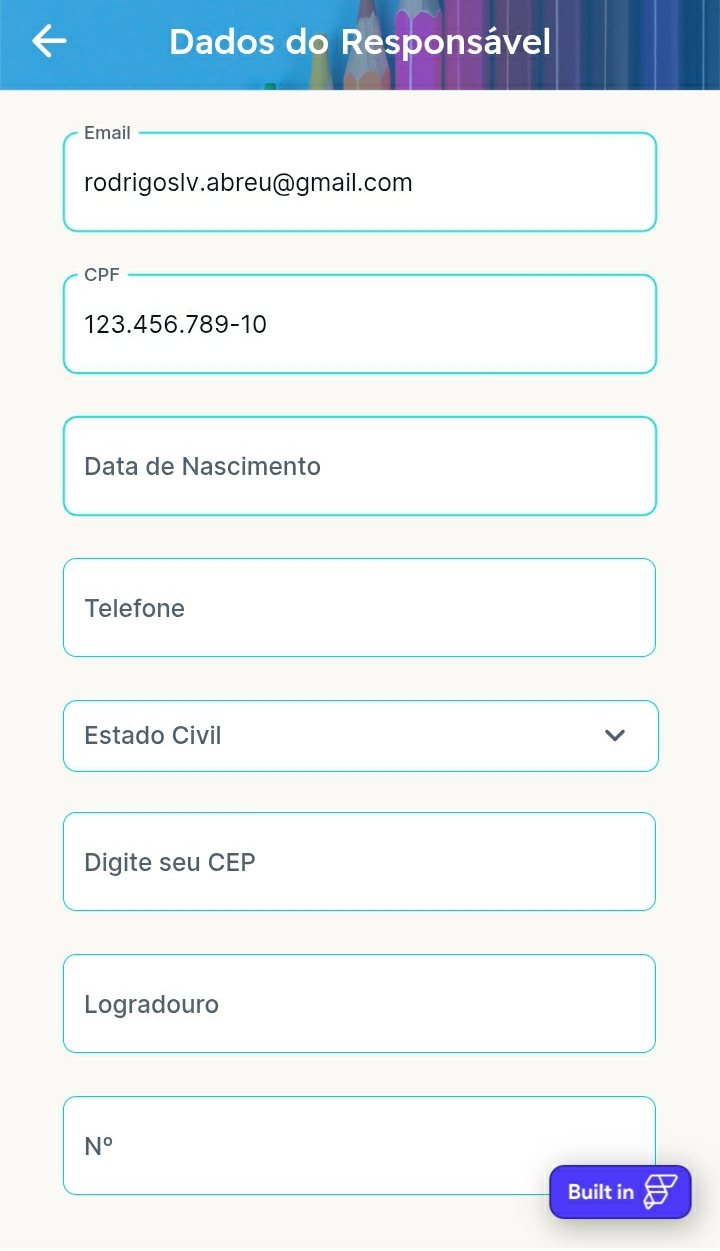 Dados do Responsável
Email
rodrigoslv.abreu@gmail.com
CPF
123.456.789-10
Data de Nascimento
Telefone
Estado Civil
Digite seu CEP
Logradouro
Nº
Built in